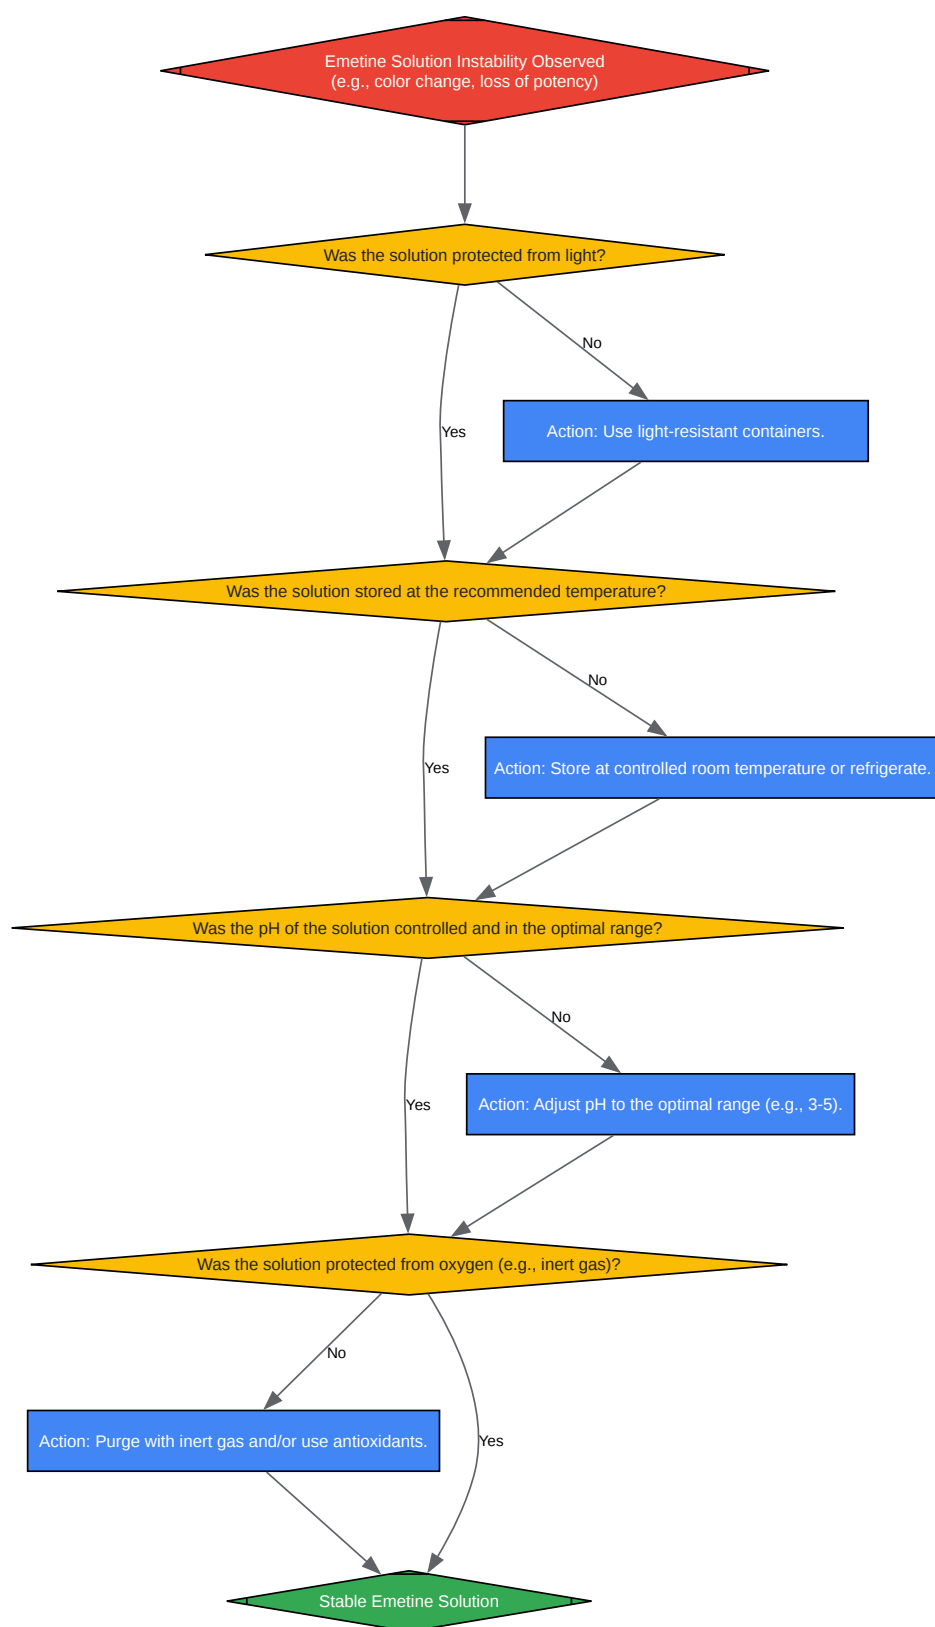 Emetine Solution Instability Observed
(e.g., color change, loss of potency)
Was the solution protected from light?
No
Yes
Action: Use light-resistant containers.
Was the solution stored at the recommended temperature?
No
Yes
Action: Store at controlled room temperature or refrigerate.
Was the pH of the solution controlled and in the optimal range?
No
Yes
Action: Adjust pH to the optimal range (e.g., 3-5).
Was the solution protected from oxygen (e.g., inert gas)?
No
Action: Purge with inert gas and/or use antioxidants.
Yes
Stable Emetine Solution